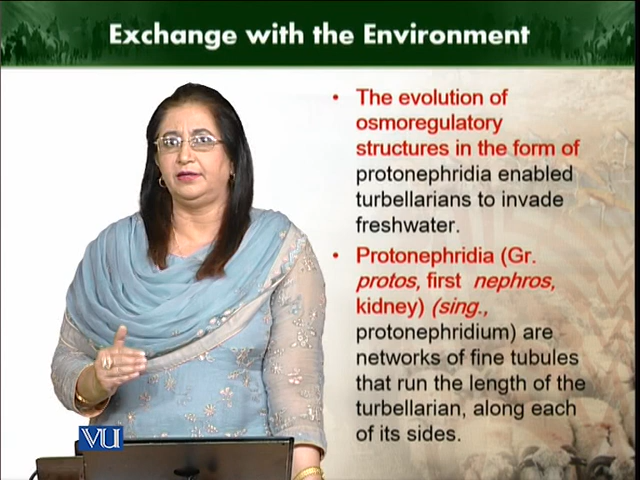 Exchange with the Environment
• The evolution of
osmoregulatory
structures in the form of
protonephridia enabled
turbellarians to invade
freshwater.
• Protonephridia (Gr.
protos, first nephros,
kidney) (sing.,
protonephridium) are
networks of fine tubules
that run the length of the
turbellarian, along each
of its sides.
VU